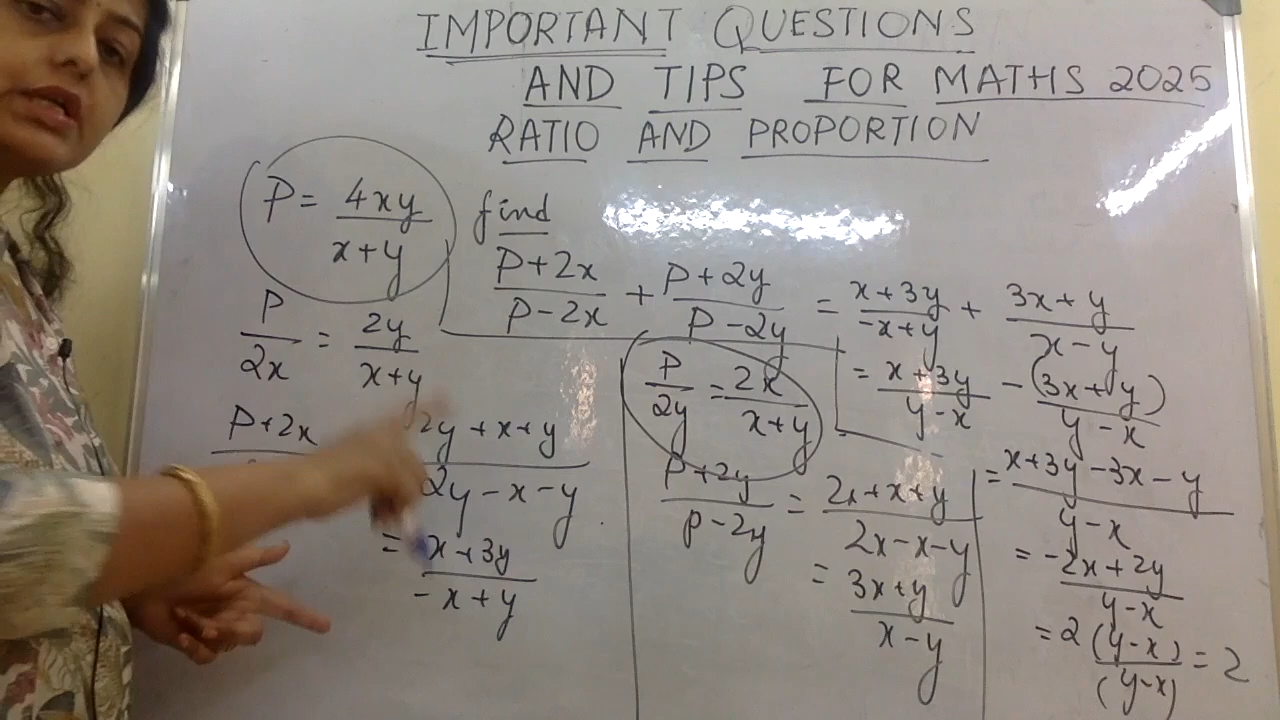 IMPORTANT QUESTIONS
AND TIPS FOR MATHS 2025
RATIO AND PROPORTION
P = 4xy / x+y find
P+2x / P-2x + P+2y / P-2y = x+3y / -x+y + 3x+y / x-y
= x+3y / y-x - (3x+y) / y-x
= x+3y-3x-y / y-x
= -2x+2y / y-x
= 2 (y-x) / (y-x) = 2
P / 2x = 2y / x+y
P+2x 2y+x+y / 2y-x-y
= x+3y / -x+y
P / 2y = 2x / x+y
P+2y / P-2y = 2x+x+y / 2x-x-y
= 3x+y / x-y